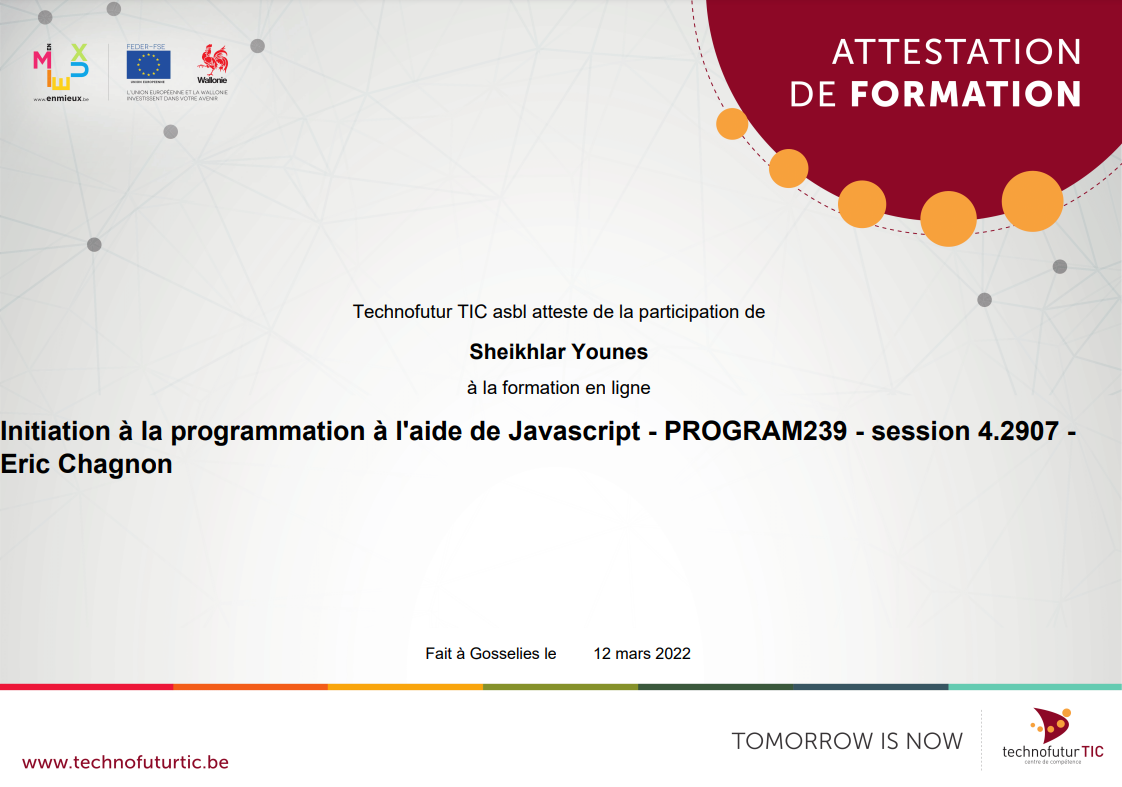 EN
MIEUX
www.enmieux.be
FEDER-FSE
UNION EUROPÉENNE
Wallonie
L'UNION EUROPÉENNE ET LA WALLONIE
INVESTISSENT DANS VOTRE AVENIR
ATTESTATION
DE FORMATION
Technofutur TIC asbl atteste de la participation de
Sheikhlar Younes
à la formation en ligne
Initiation à la programmation à l'aide de Javascript - PROGRAM239 - session 4.2907 -
Eric Chagnon
Fait à Gosselies le 12 mars 2022
www.technofuturtic.be
TOMORROW IS NOW
technofutur TIC
centre de compétence